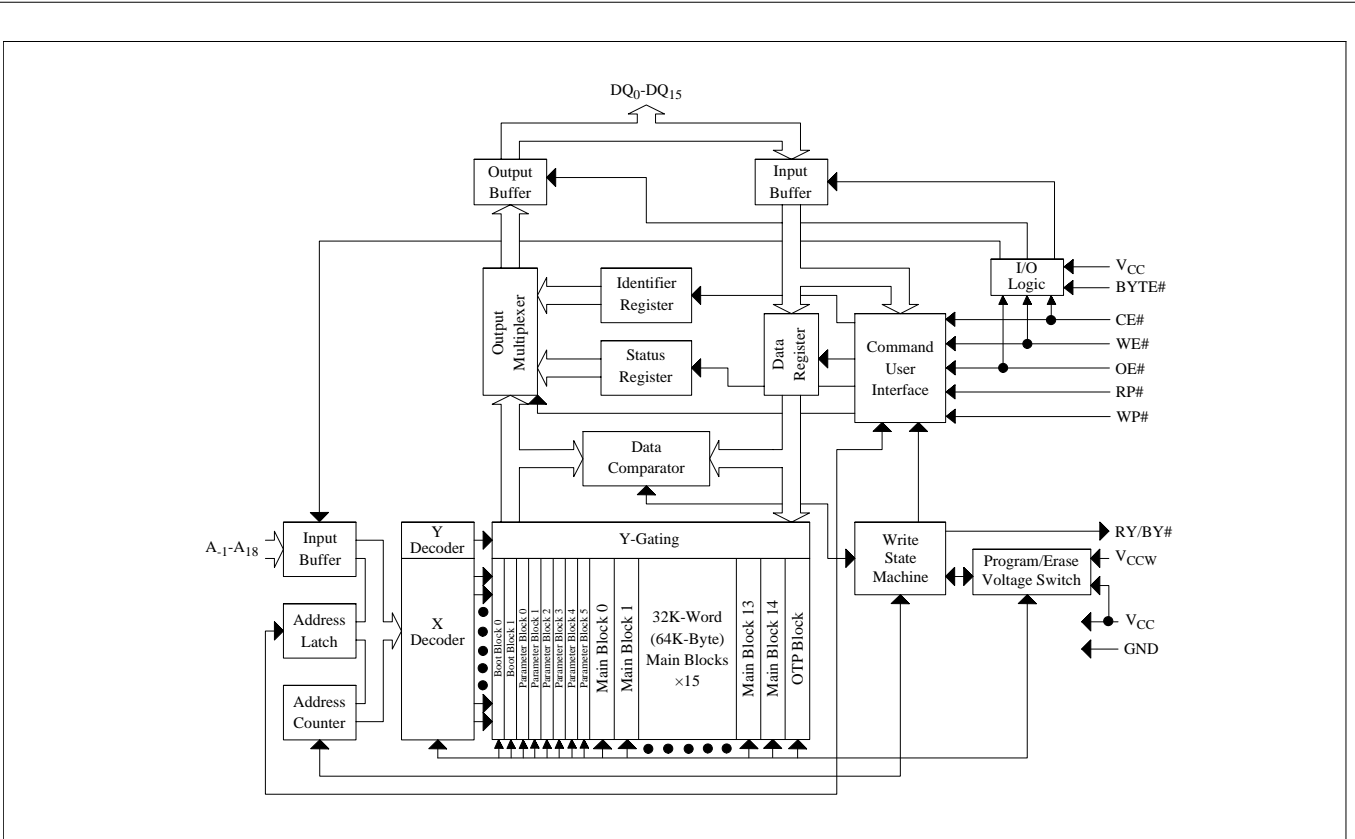 DQ0-DQ15
Output
Buffer
Input
Buffer
Output
Multiplexer
Identifier
Register
Status
Register
Data
Register
Command
User
Interface
I/O
Logic
VCC
BYTE#
CE#
WE#
OE#
RP#
WP#
Data
Comparator
A-1-A18
Input
Buffer
Address
Latch
Address
Counter
Y
Decoder
X
Decoder
Y-Gating
Boot Block 0
Boot Block 1
Parameter Block 0
Parameter Block 1
Parameter Block 2
Parameter Block 3
Parameter Block 4
Parameter Block 5
Main Block 0
Main Block 1
32K-Word
(64K-Byte)
Main Blocks
×15
Main Block 13
Main Block 14
OTP Block
Write
State
Machine
Program/Erase
Voltage Switch
RY/BY#
VCCW
VCC
GND